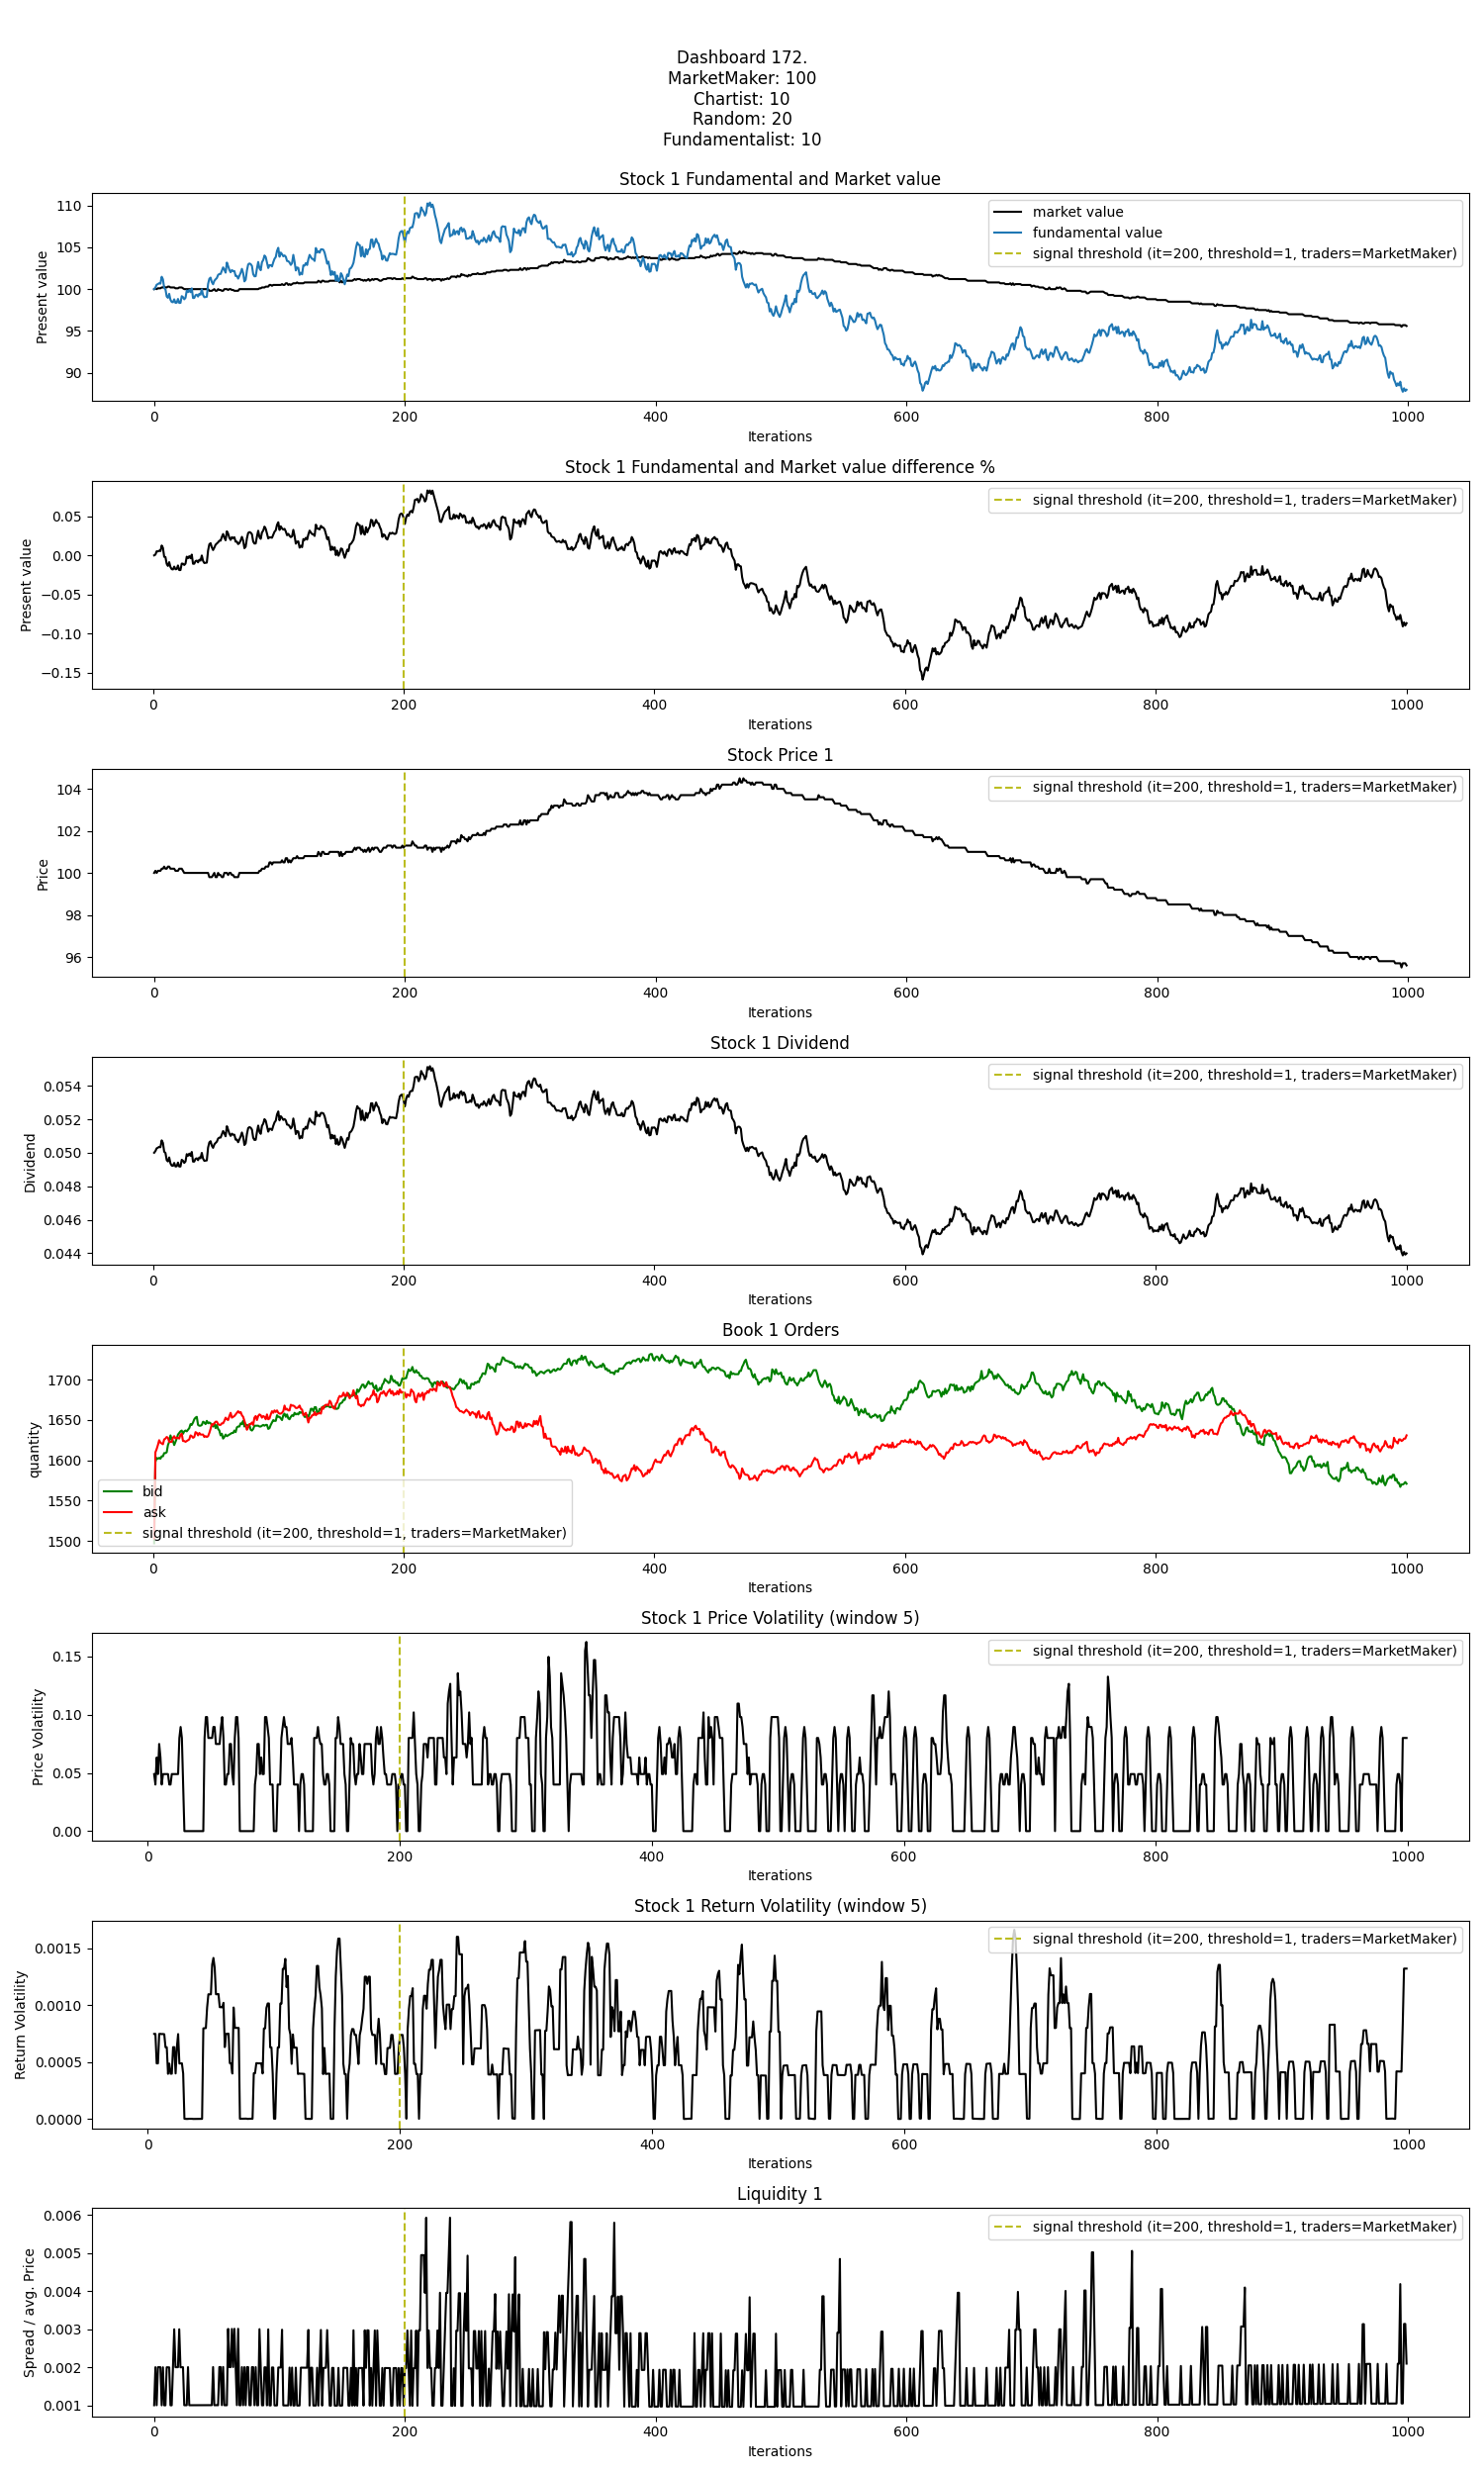 Dashboard 172.
MarketMaker: 100
Chartist: 10
Random: 20
Fundamentalist: 10
Stock 1 Fundamental and Market value
market value
fundamental value
signal threshold (it=200, threshold=1, traders=MarketMaker)
Present value
110
105
100
95
90
0 200 400 600 800 1000
Iterations
Stock 1 Fundamental and Market value difference %
signal threshold (it=200, threshold=1, traders=MarketMaker)
Present value
0.05
0.00
−0.05
−0.10
−0.15
0 200 400 600 800 1000
Iterations
Stock Price 1
signal threshold (it=200, threshold=1, traders=MarketMaker)
Price
104
102
100
98
96
0 200 400 600 800 1000
Iterations
Stock 1 Dividend
signal threshold (it=200, threshold=1, traders=MarketMaker)
Dividend
0.054
0.052
0.050
0.048
0.046
0.044
0 200 400 600 800 1000
Iterations
Book 1 Orders
quantity
1700
1650
1600
1550
1500
bid
ask
signal threshold (it=200, threshold=1, traders=MarketMaker)
0 200 400 600 800 1000
Iterations
Stock 1 Price Volatility (window 5)
signal threshold (it=200, threshold=1, traders=MarketMaker)
Price Volatility
0.15
0.10
0.05
0.00
0 200 400 600 800 1000
Iterations
Stock 1 Return Volatility (window 5)
signal threshold (it=200, threshold=1, traders=MarketMaker)
Return Volatility
0.0015
0.0010
0.0005
0.0000
0 200 400 600 800 1000
Iterations
Liquidity 1
signal threshold (it=200, threshold=1, traders=MarketMaker)
Spread / avg. Price
0.006
0.005
0.004
0.003
0.002
0.001
0 200 400 600 800 1000
Iterations